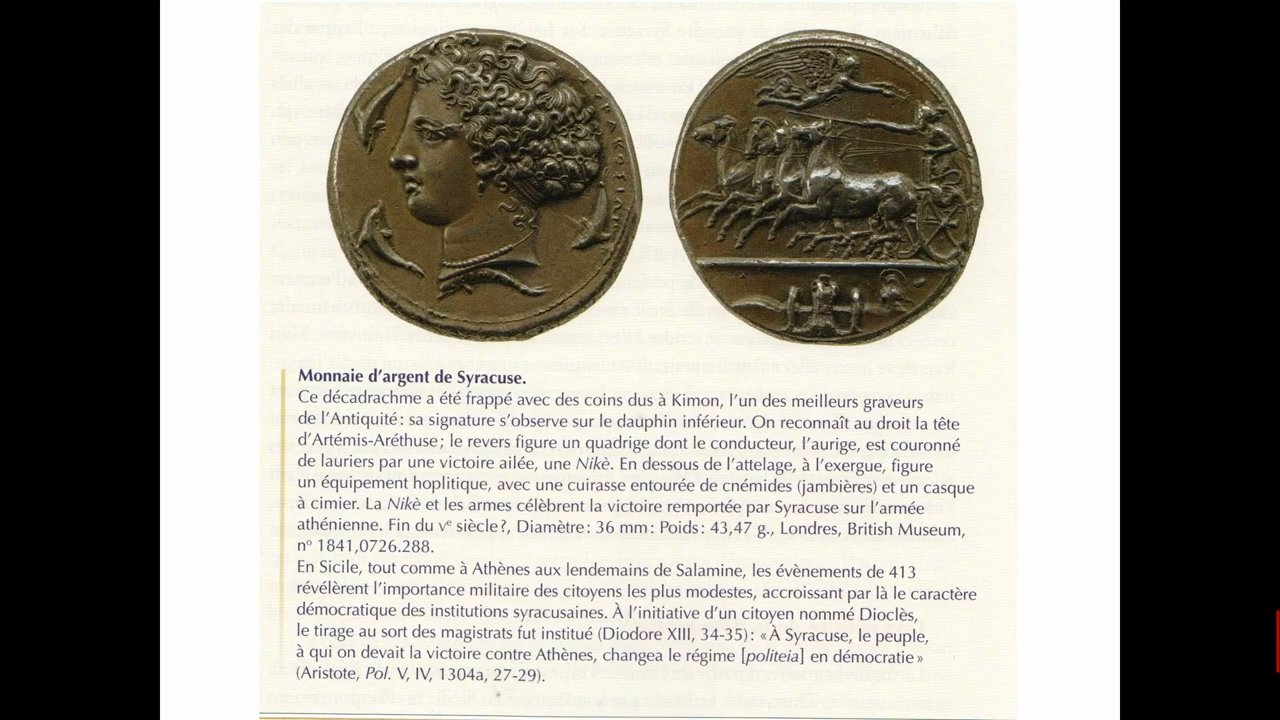 ΣΥΡΑΚΟΣΙΩΝ
Monnaie d'argent de Syracuse.
Ce décadrachme a été frappé avec des coins dus à Kimon, l'un des meilleurs graveurs
de l'Antiquité : sa signature s'observe sur le dauphin inférieur. On reconnaît au droit la tête
d'Artémis-Aréthuse ; le revers figure un quadrige dont le conducteur, l'aurige, est couronné
de lauriers par une victoire ailée, une Nikè. En dessous de l'attelage, à l'exergue, figure
un équipement hoplitique, avec une cuirasse entourée de cnémides (jambières) et un casque
à cimier. La Nikè et les armes célèbrent la victoire remportée par Syracuse sur l'armée
athénienne. Fin du Vᵉ siècle ?, Diamètre : 36 mm : Poids : 43,47 g., Londres, British Museum,
nº 1841,0726.288.
En Sicile, tout comme à Athènes aux lendemains de Salamine, les évènements de 413
révélèrent l'importance militaire des citoyens les plus modestes, accroissant par là le caractère
démocratique des institutions syracusaines. À l'initiative d'un citoyen nommé Dioclès,
le tirage au sort des magistrats fut institué (Diodore XIII, 34-35) : « À Syracuse, le peuple,
à qui on devait la victoire contre Athènes, changea le régime [politeia] en démocratie »
(Aristote, Pol. V, IV, 1304a, 27-29).